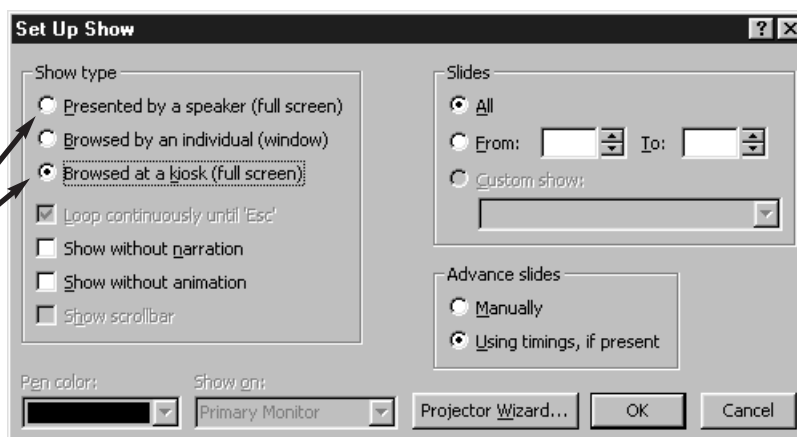 Set Up Show
Show type
Presented by a speaker (full screen)
Browsed by an individual (window)
Browsed at a kiosk (full screen)
Loop continuously until 'Esc'
Show without narration
Show without animation
Show scrollbar
Slides
All
From: To:
Custom show:
Advance slides
Manually
Using timings, if present
Pen color: Show on:
Primary Monitor Projector Wizard... OK Cancel